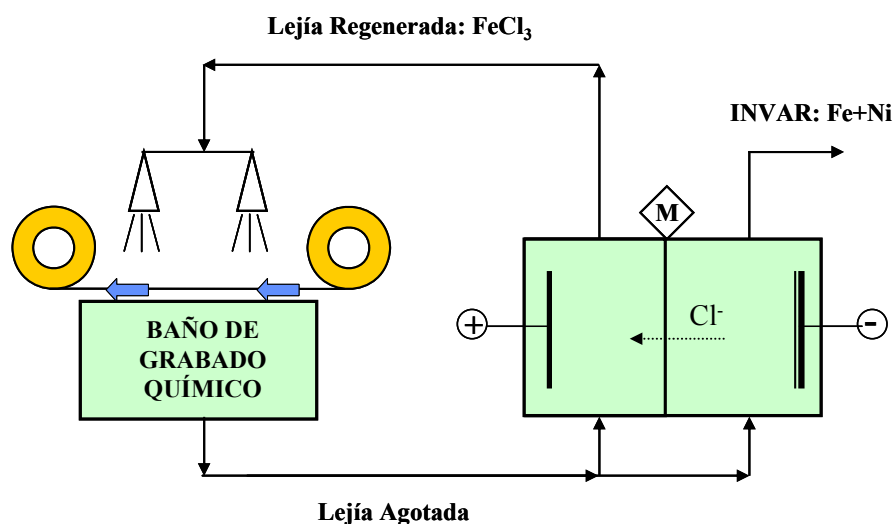 Lejía Regenerada: FeCl₃
INVAR: Fe+Ni
M
Cl⁻
+
-
BAÑO DE
GRABADO
QUÍMICO
Lejía Agotada